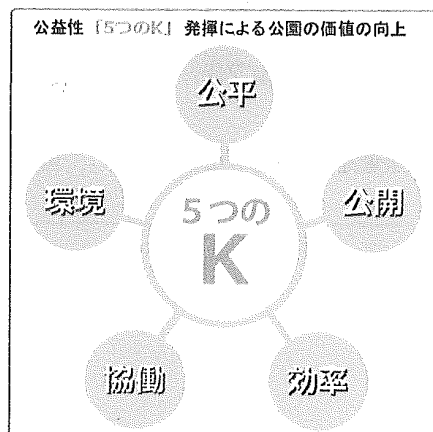 公益性「5つのK」発揮による公園の価値の向上
公平
環境
5つの
K
公開
協働
効率